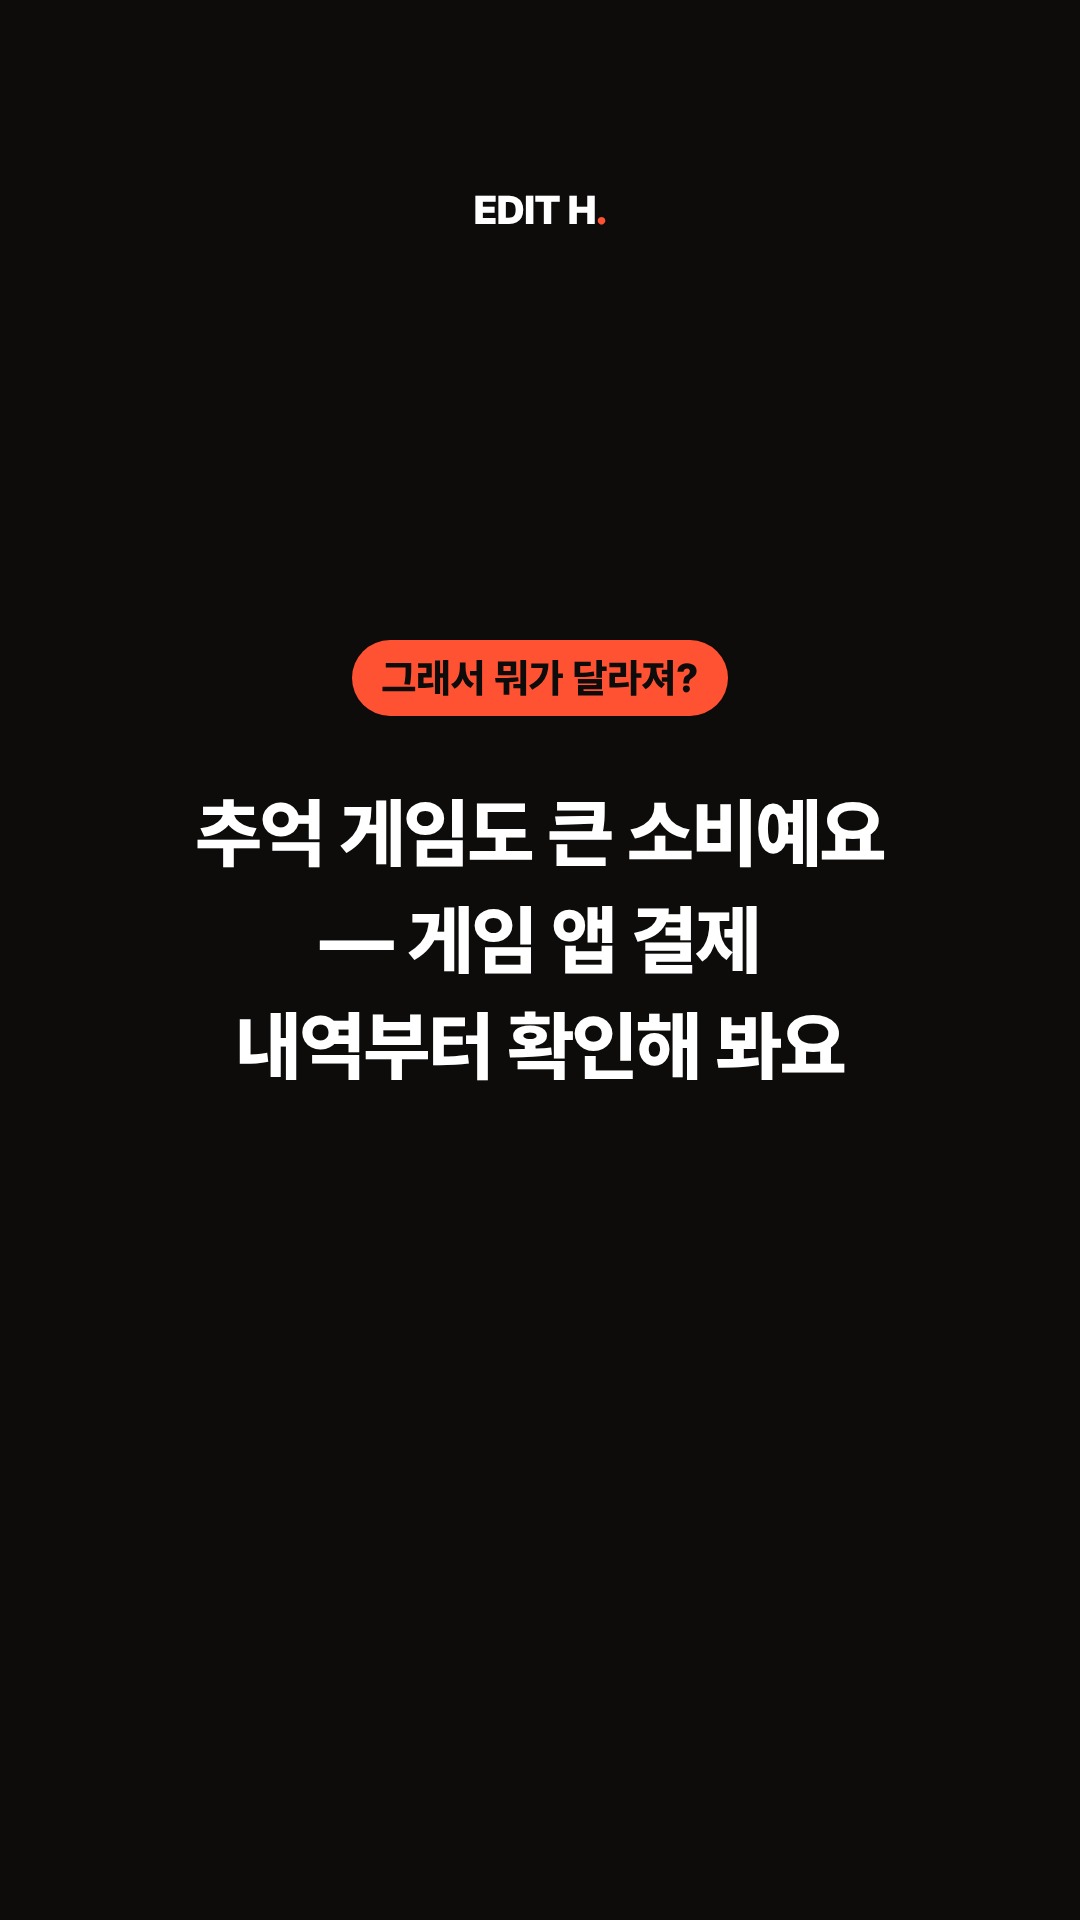 EDIT H.
그래서 뭐가 달라져?
추억 게임도 큰 소비예요
— 게임 앱 결제
내역부터 확인해 봐요